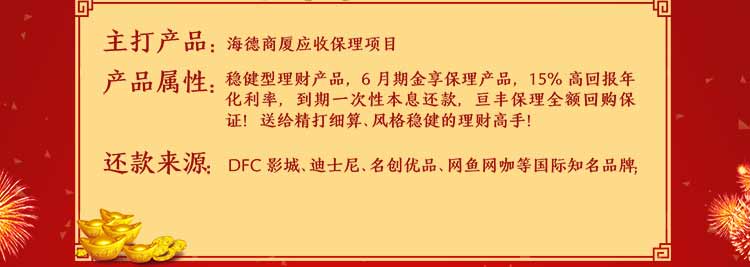 主打产品：海德商厦应收保理项目
产品属性：稳健型理财产品，6 月期金享保理产品，15% 高回报年
化利率，到期一次性本息还款，亘丰保理全额回购保
证！送给精打细算、风格稳健的理财高手！
还款来源：DFC 影城、迪士尼、名创优品、网鱼网咖等国际知名品牌；